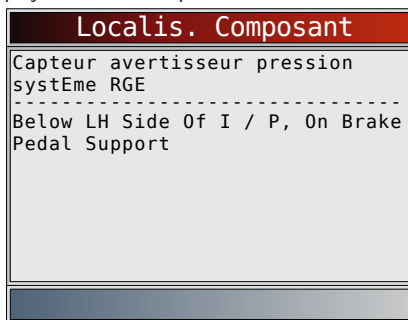 Localis. Composant
Capteur avertisseur pression
systEme RGE
--------------------------------
Below LH Side Of I / P, On Brake
Pedal Support